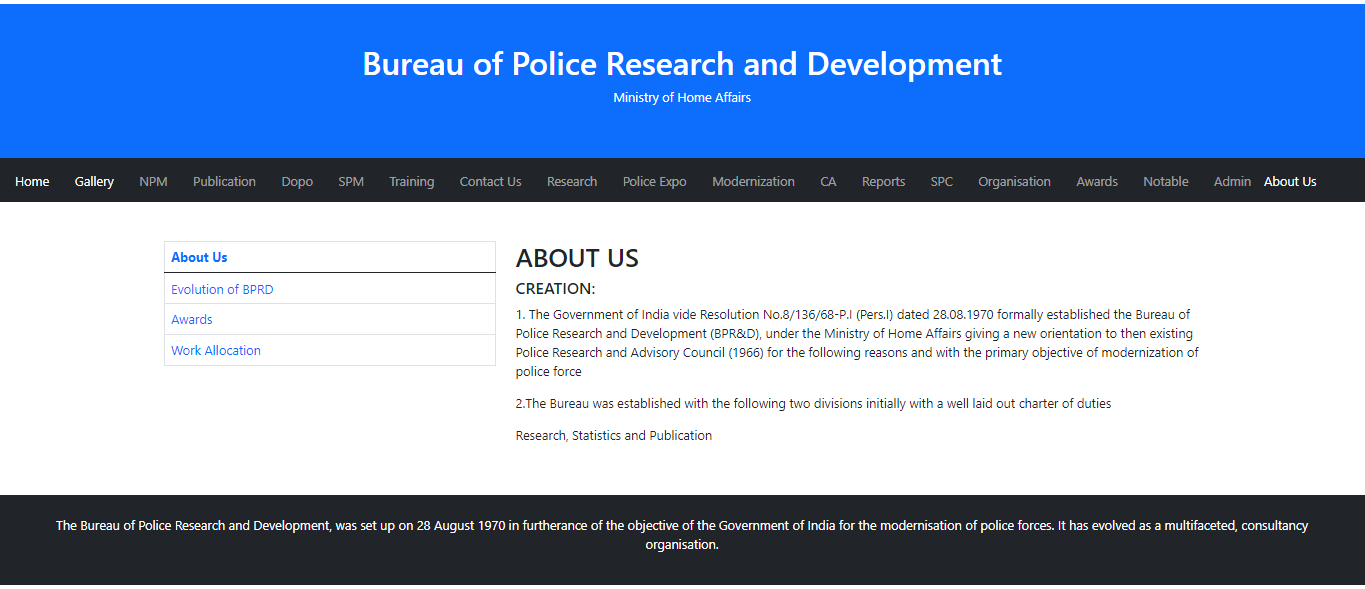 Bureau of Police Research and Development
Ministry of Home Affairs
Home Gallery NPM Publication Dopo SPM Training Contact Us Research Police Expo Modernization CA Reports SPC Organisation Awards Notable Admin About Us
About Us
Evolution of BPRD
Awards
Work Allocation
ABOUT US
CREATION:
1. The Government of India vide Resolution No.8/136/68-P.I (Pers.I) dated 28.08.1970 formally established the Bureau of
Police Research and Development (BPR&D), under the Ministry of Home Affairs giving a new orientation to then existing
Police Research and Advisory Council (1966) for the following reasons and with the primary objective of modernization of
police force
2.The Bureau was established with the following two divisions initially with a well laid out charter of duties
Research, Statistics and Publication
The Bureau of Police Research and Development, was set up on 28 August 1970 in furtherance of the objective of the Government of India for the modernisation of police forces. It has evolved as a multifaceted, consultancy
organisation.